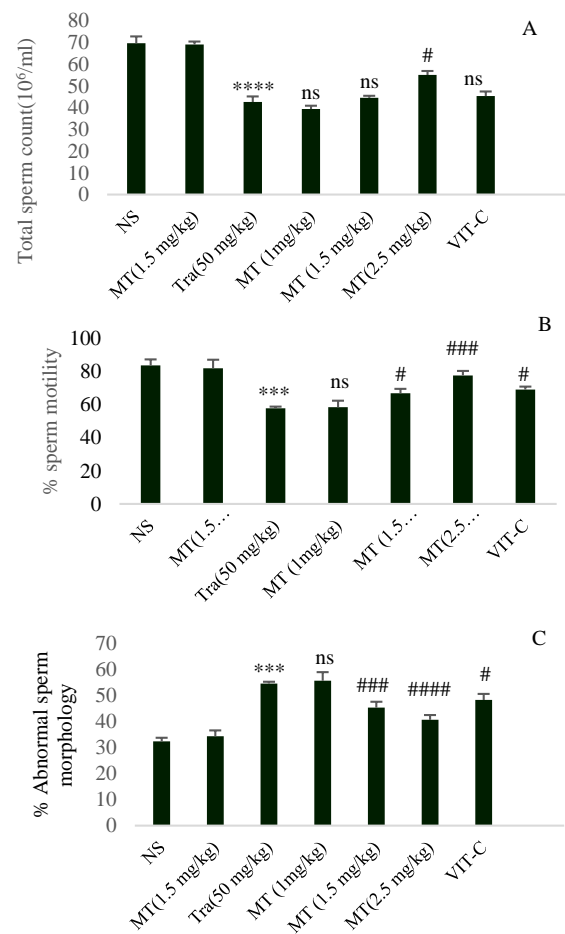 A
Total sperm count(10⁶/ml)
80
70
60
50
40
30
20
10
0
**** ns ns # ns
NS MT(1.5 mg/kg) Tra(50 mg/kg) MT (1mg/kg) MT (1.5 mg/kg) MT(2.5 mg/kg) VIT-C
B
% sperm motility
100
80
60
40
20
0
*** ns # ### #
NS MT(1.5… Tra(50 mg/kg) MT (1mg/kg) MT (1.5… MT(2.5… VIT-C
C
% Abnormal sperm
morphology
70
60
50
40
30
20
10
0
*** ns ### #### #
NS MT(1.5 mg/kg) Tra(50 mg/kg) MT (1mg/kg) MT (1.5 mg/kg) MT(2.5 mg/kg) VIT-C